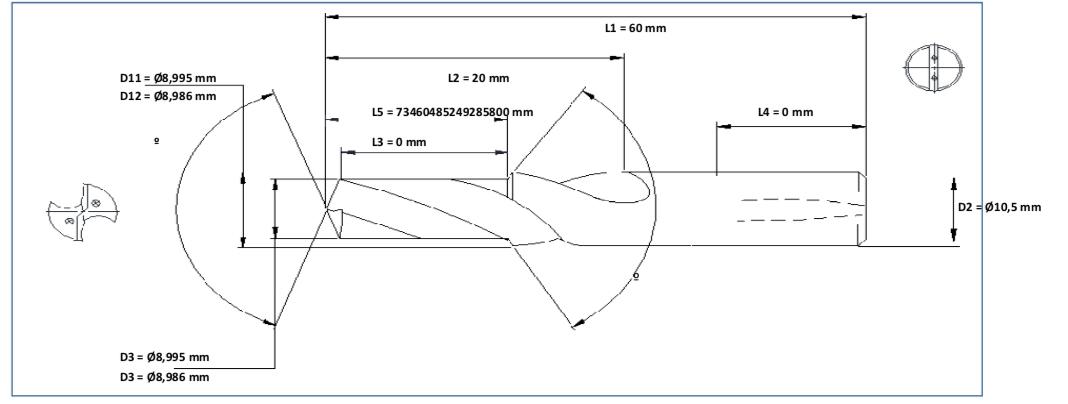 L1 = 60 mm
D11 = Ø8,995 mm
L2 = 20 mm
D12 = Ø8,986 mm
L5 = 73460485249285800 mm
L4 = 0 mm
º
L3 = 0 mm
D2 = Ø10,5 mm
º
D3 = Ø8,995 mm
D3 = Ø8,986 mm